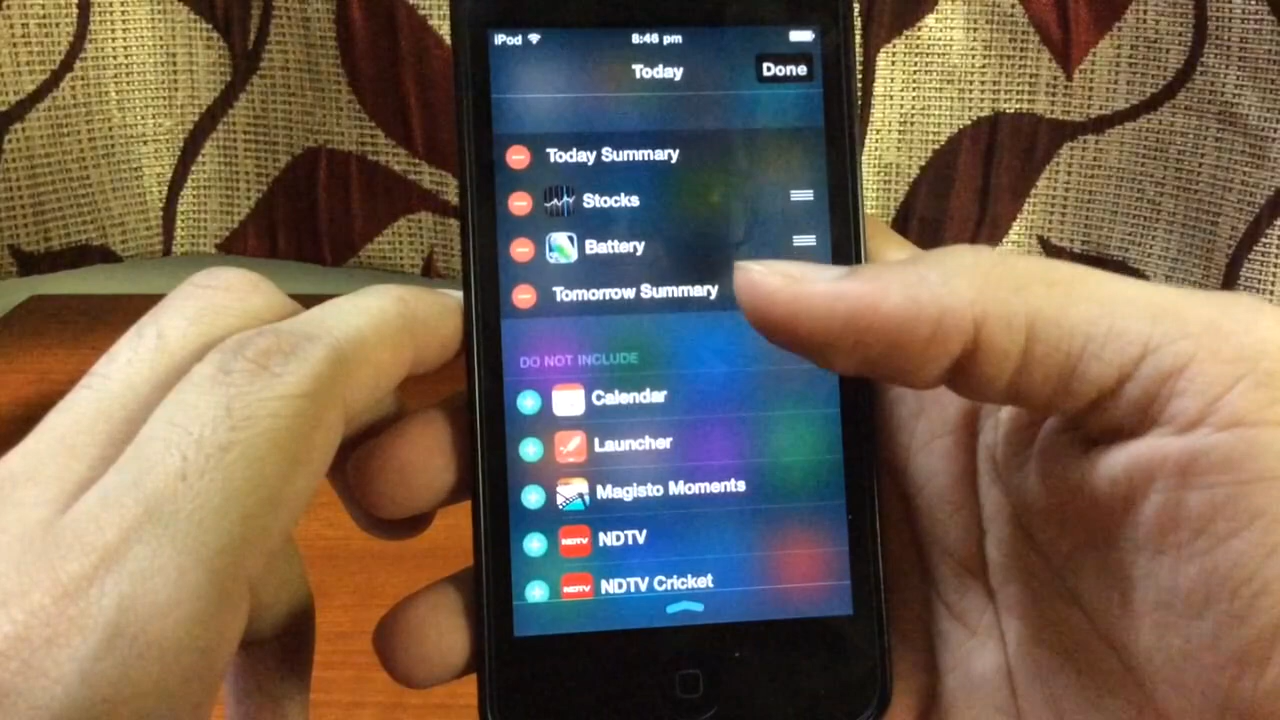 iPod 8:46 pm
Today Done
Today Summary
Stocks
Battery
Tomorrow Summary
DO NOT INCLUDE
Calendar
Launcher
Magisto Moments
NDTV NDTV
NDTV NDTV Cricket